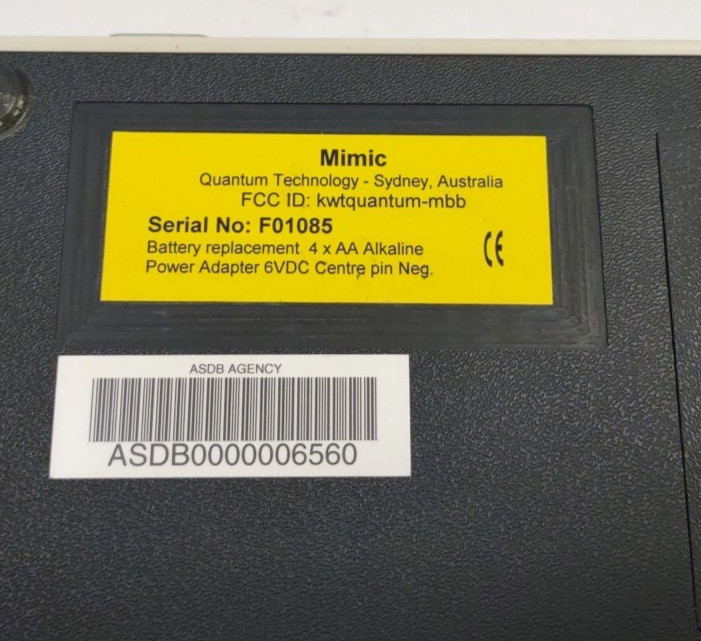 Mimic
Quantum Technology - Sydney, Australia
FCC ID: kwtquantum-mbb
Serial No: F01085
Battery replacement 4 x AA Alkaline
Power Adapter 6VDC Centre pin Neg.
CE
ASDB AGENCY
ASDB0000006560